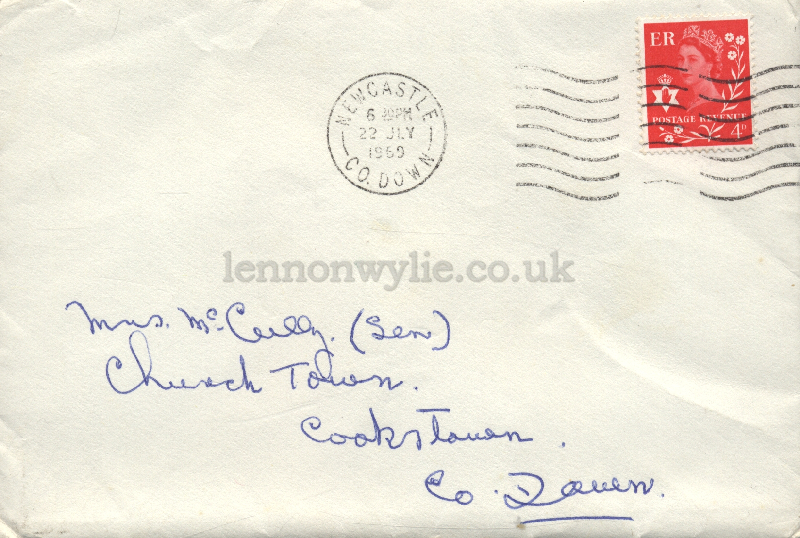 ER
POSTAGE REVENUE
4D
NEWCASTLE
6 PM
22 JLY
1969
CO. DOWN
lennonwylie.co.uk
Mrs. McCully. (Sen)
Church Town.
Cookstown.
Co. Down.